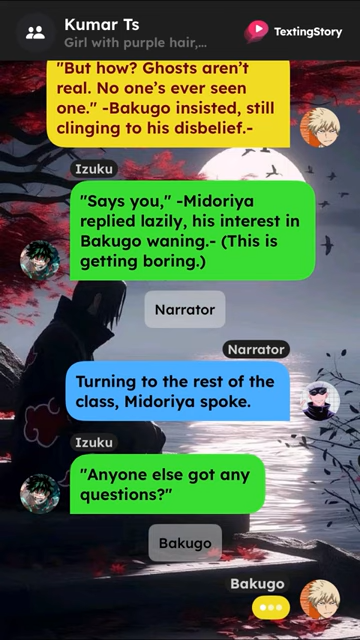 Kumar Ts
Girl with purple hair,...
TextingStory
"But how? Ghosts aren't
real. No one's ever seen
one." -Bakugo insisted, still
clinging to his disbelief.-
Izuku
"Says you," -Midoriya
replied lazily, his interest in
Bakugo waning.- (This is
getting boring.)
Narrator
Narrator
Turning to the rest of the
class, Midoriya spoke.
Izuku
"Anyone else got any
questions?"
Bakugo
Bakugo